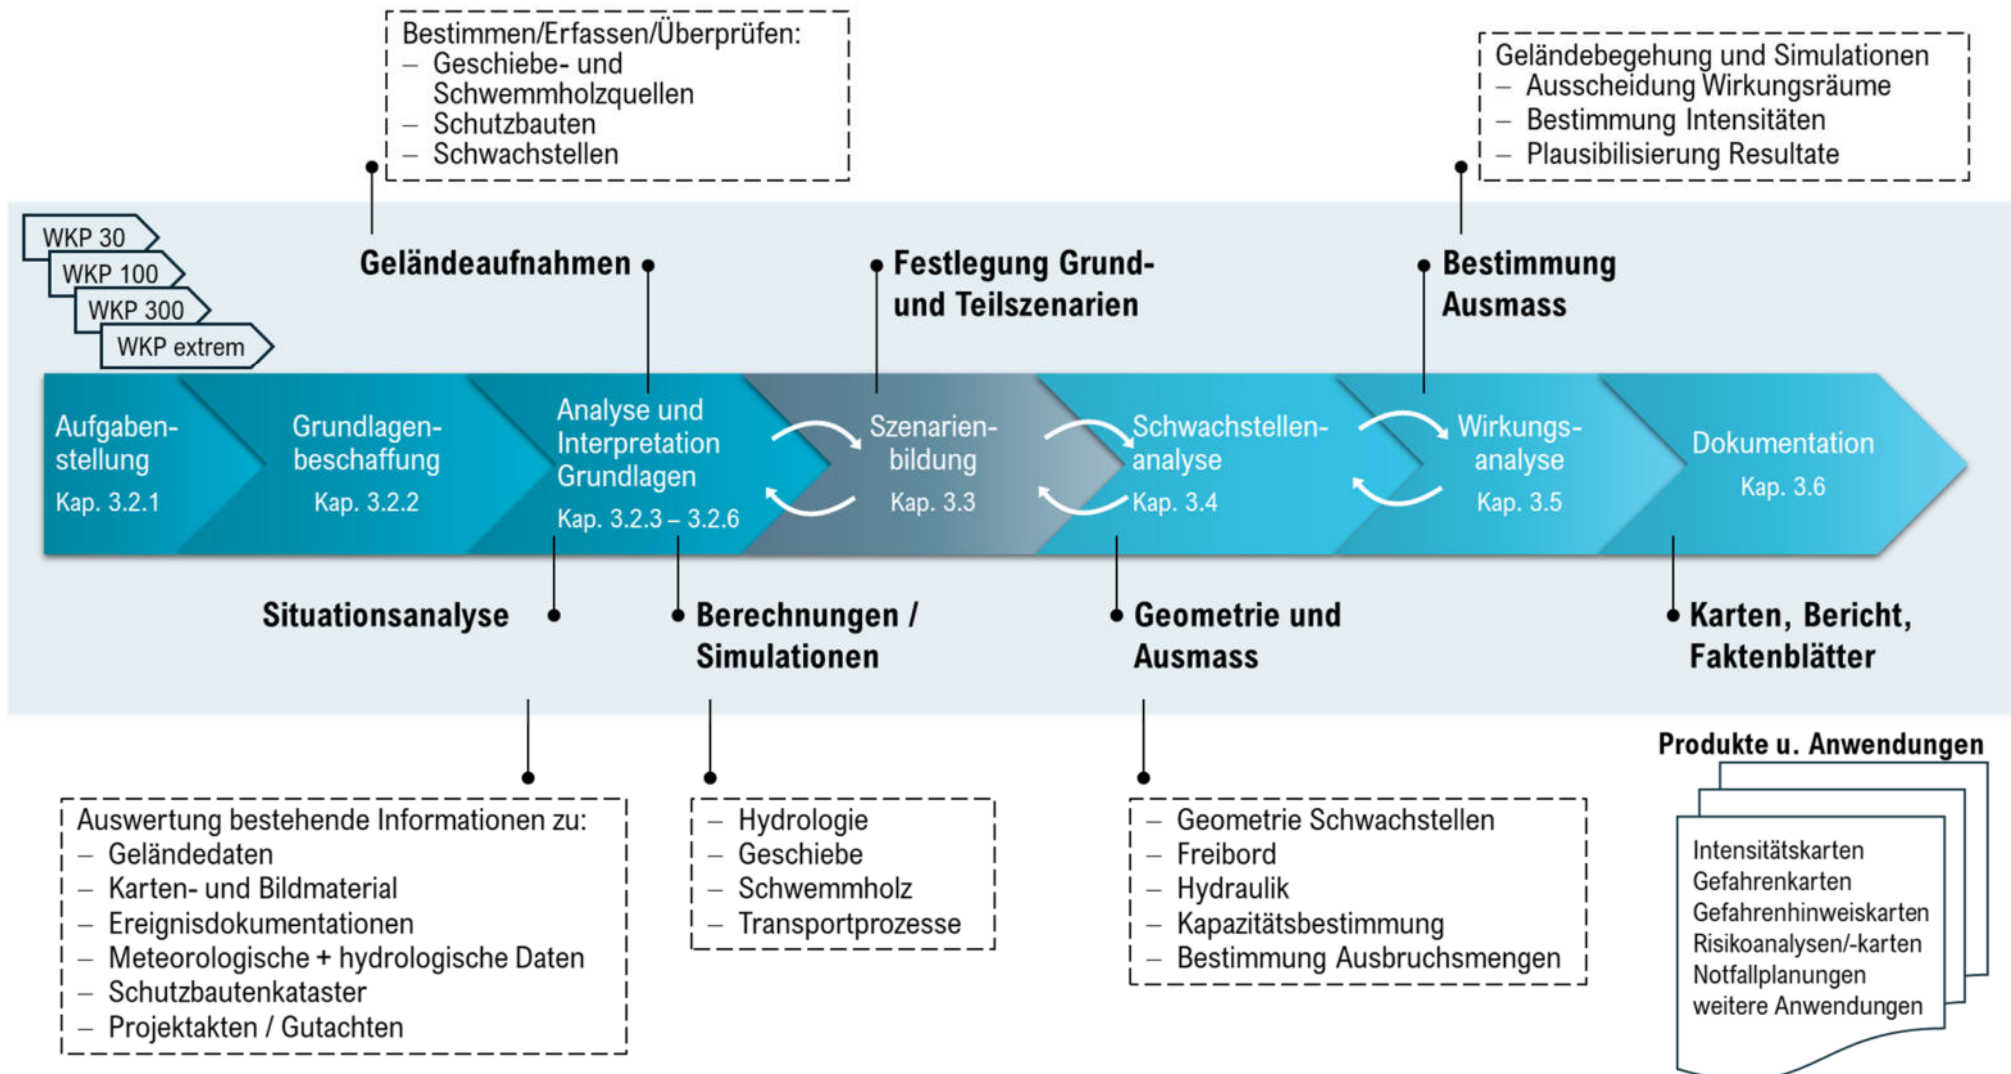 Bestimmen/Erfassen/Überprüfen:
– Geschiebe- und
Schwemmholzquellen
– Schutzbauten
– Schwachstellen
Geländebegehung und Simulationen
– Ausscheidung Wirkungsräume
– Bestimmung Intensitäten
– Plausibilisierung Resultate
WKP 30
WKP 100
WKP 300
WKP extrem
Geländeaufnahmen
Festlegung Grund-
und Teilszenarien
Bestimmung
Ausmass
Aufgaben-
stellung
Kap. 3.2.1
Grundlagen-
beschaffung
Kap. 3.2.2
Analyse und
Interpretation
Grundlagen
Kap. 3.2.3 – 3.2.6
Szenarien-
bildung
Kap. 3.3
Schwachstellen-
analyse
Kap. 3.4
Wirkungs-
analyse
Kap. 3.5
Dokumentation
Kap. 3.6
Situationsanalyse
Berechnungen /
Simulationen
Geometrie und
Ausmass
Karten, Bericht,
Faktenblätter
Auswertung bestehende Informationen zu:
– Geländedaten
– Karten- und Bildmaterial
– Ereignisdokumentationen
– Meteorologische + hydrologische Daten
– Schutzbautenkataster
– Projektakten / Gutachten
– Hydrologie
– Geschiebe
– Schwemmholz
– Transportprozesse
– Geometrie Schwachstellen
– Freibord
– Hydraulik
– Kapazitätsbestimmung
– Bestimmung Ausbruchsmengen
Produkte u. Anwendungen
Intensitätskarten
Gefahrenkarten
Gefahrenhinweiskarten
Risikoanalysen/-karten
Notfallplanungen
weitere Anwendungen